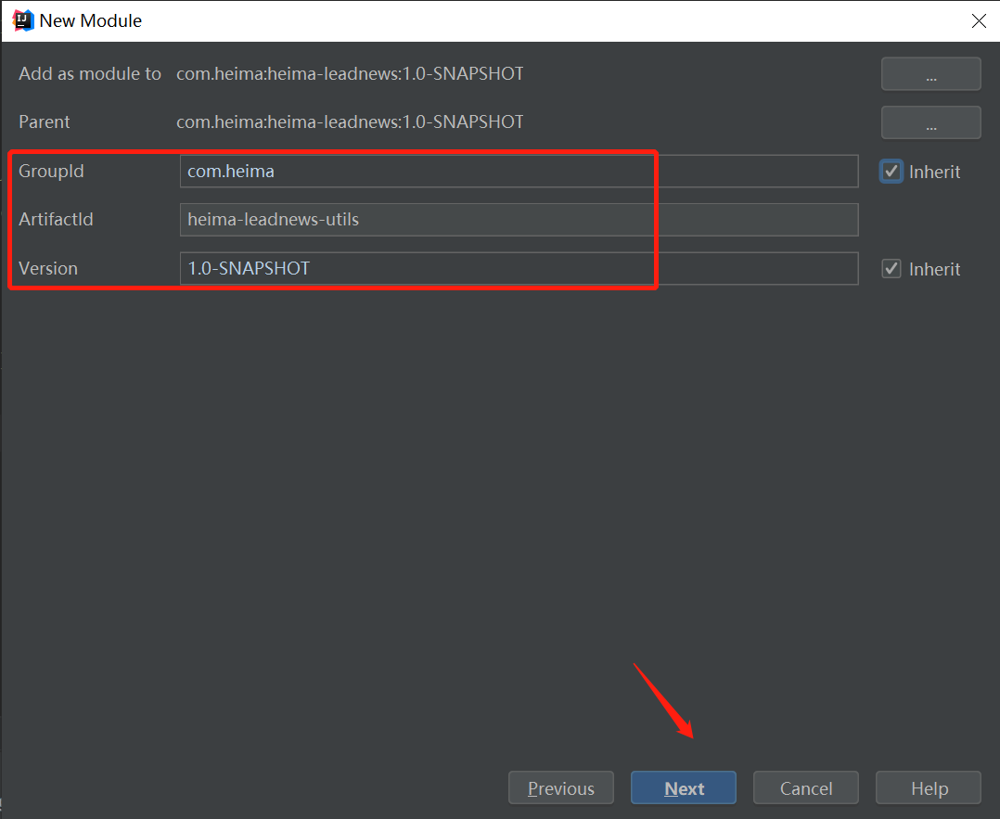 New Module
Add as module to com.heima:heima-leadnews:1.0-SNAPSHOT ...
Parent com.heima:heima-leadnews:1.0-SNAPSHOT ...
GroupId com.heima Inherit
ArtifactId heima-leadnews-utils
Version 1.0-SNAPSHOT Inherit
Previous Next Cancel Help